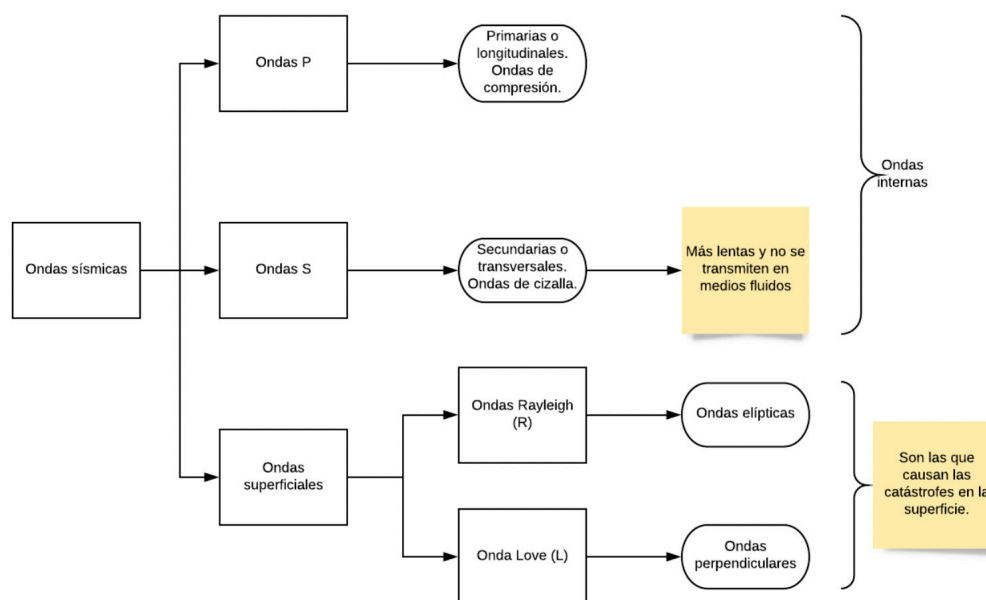 Ondas P
Primarias o
longitudinales.
Ondas de
compresión.
Ondas
internas
Ondas sísmicas
Ondas S
Secundarias o
transversales.
Ondas de cizalla.
Más lentas y no se
transmiten en
medios fluidos
Ondas
superficiales
Ondas Rayleigh
(R)
Ondas elípticas
Onda Love (L)
Ondas
perpendiculares
Son las que
causan las
catástrofes en la
superficie.